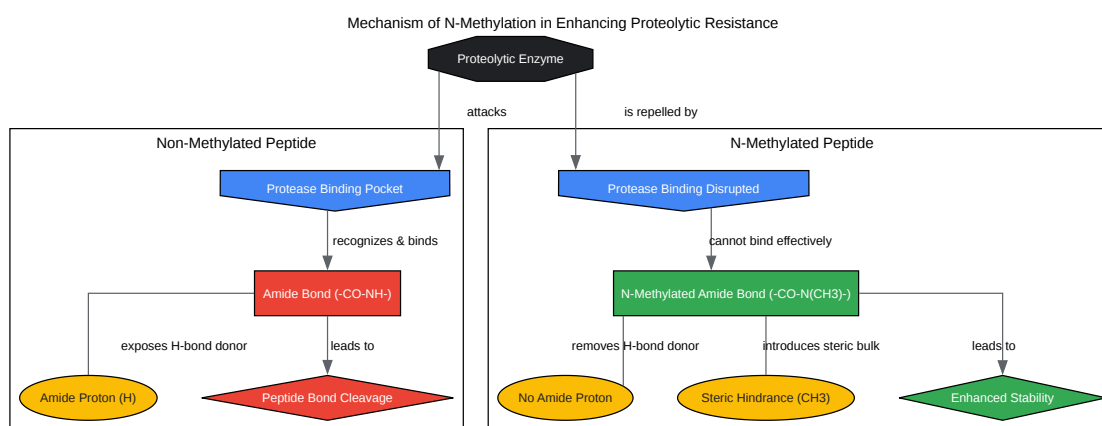 Mechanism of N-Methylation in Enhancing Proteolytic Resistance
Proteolytic Enzyme
attacks
is repelled by
Non-Methylated Peptide
N-Methylated Peptide
Protease Binding Pocket
Protease Binding Disrupted
recognizes & binds
cannot bind effectively
Amide Bond (-CO-NH-)
N-Methylated Amide Bond (-CO-N(CH3)-)
exposes H-bond donor
leads to
removes H-bond donor
introduces steric bulk
leads to
Amide Proton (H)
Peptide Bond Cleavage
No Amide Proton
Steric Hindrance (CH3)
Enhanced Stability